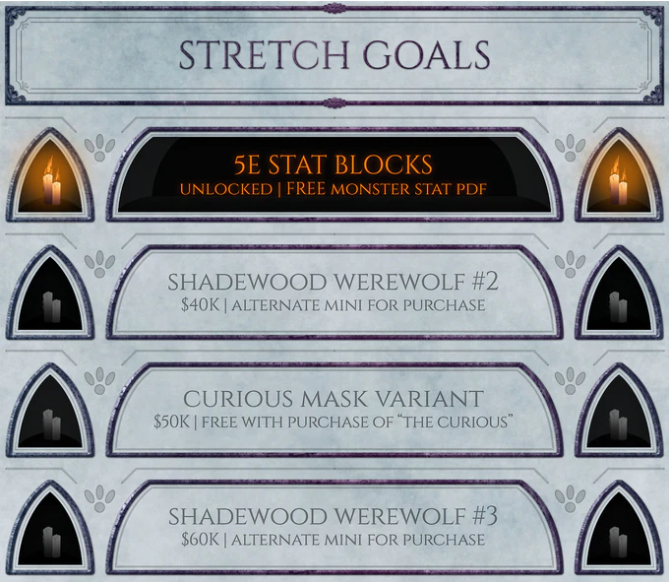 STRETCH GOALS
5E STAT BLOCKS
UNLOCKED | FREE MONSTER STAT PDF
SHADEWOOD WEREWOLF #2
$40K | ALTERNATE MINI FOR PURCHASE
CURIOUS MASK VARIANT
$50K | FREE WITH PURCHASE OF “THE CURIOUS”
SHADEWOOD WEREWOLF #3
$60K | ALTERNATE MINI FOR PURCHASE